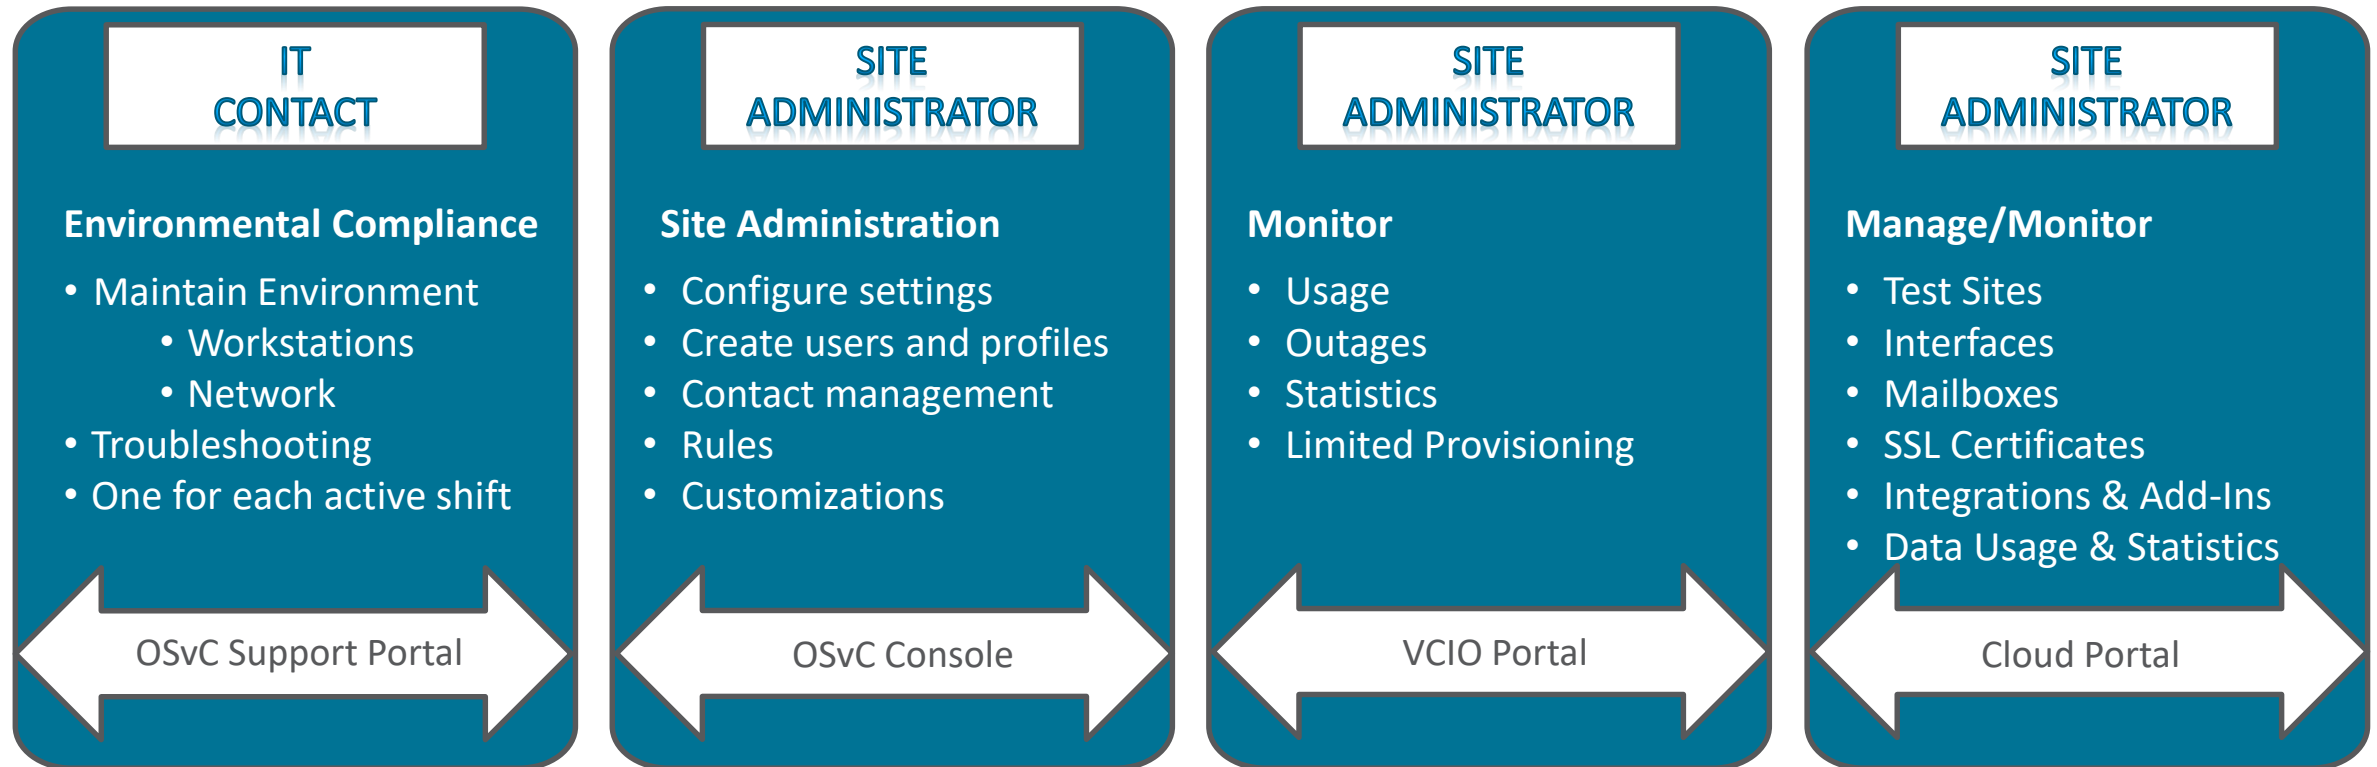 IT
CONTACT
Environmental Compliance
• Maintain Environment
• Workstations
• Network
• Troubleshooting
• One for each active shift
OSvC Support Portal
SITE
ADMINISTRATOR
Site Administration
• Configure settings
• Create users and profiles
• Contact management
• Rules
• Customizations
OSvC Console
SITE
ADMINISTRATOR
Monitor
• Usage
• Outages
• Statistics
• Limited Provisioning
VCIO Portal
SITE
ADMINISTRATOR
Manage/Monitor
• Test Sites
• Interfaces
• Mailboxes
• SSL Certificates
• Integrations & Add-Ins
• Data Usage & Statistics
Cloud Portal